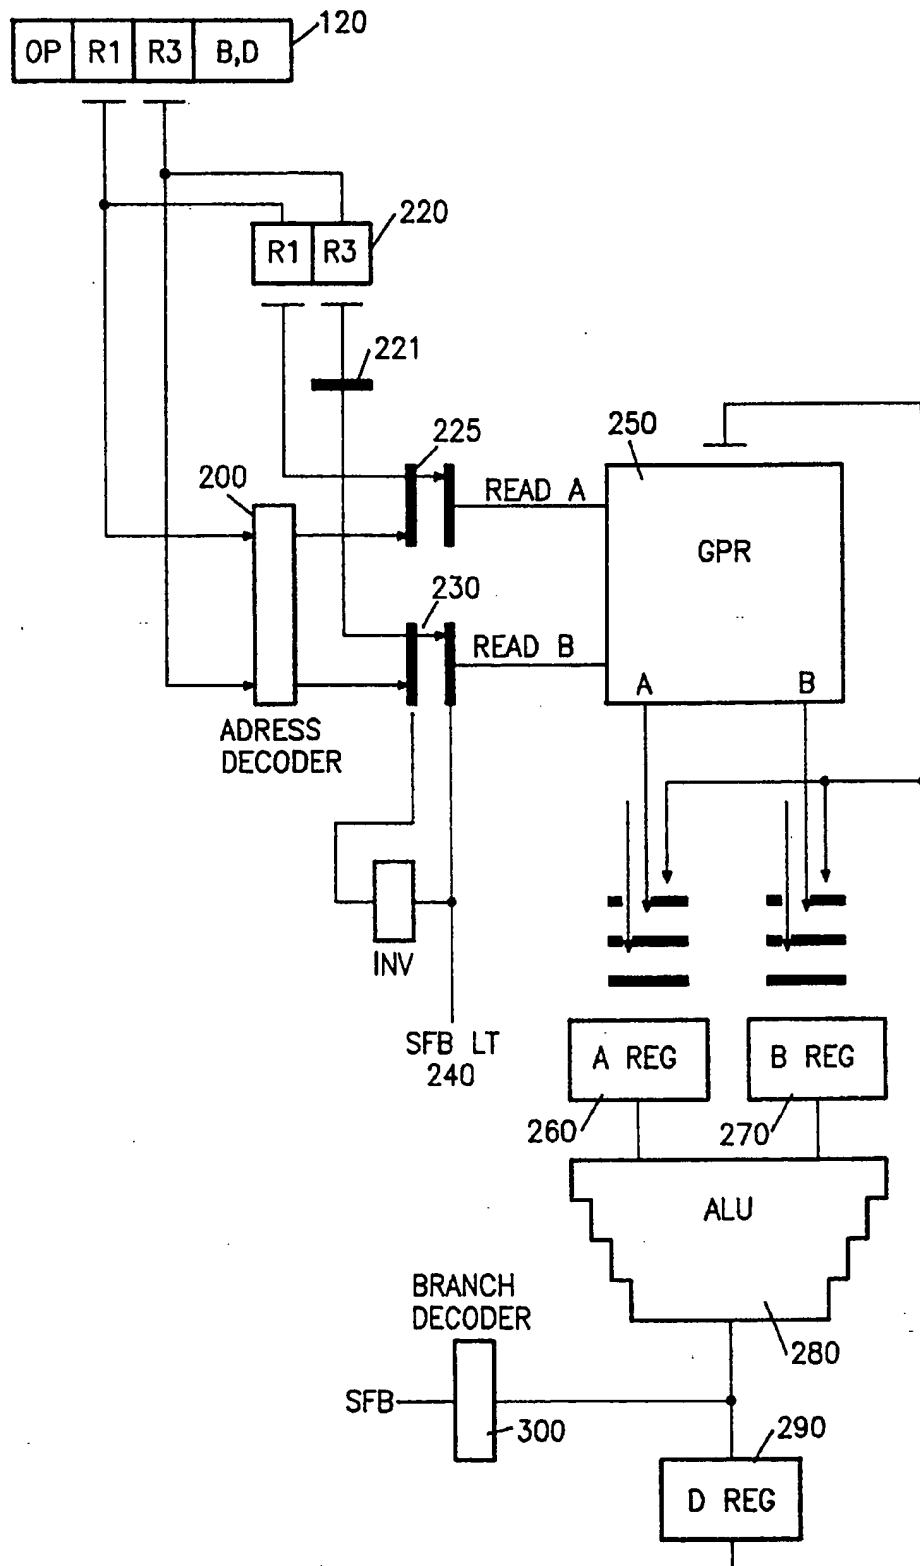 120
OP R1 R3 B,D
220
R1 R3
221
225
250
200
READ A
GPR
230
READ B
A B
ADRESS
DECODER
INV
SFB LT
240
A REG B REG
260 270
ALU
BRANCH
DECODER
280
SFB
300
290
D REG